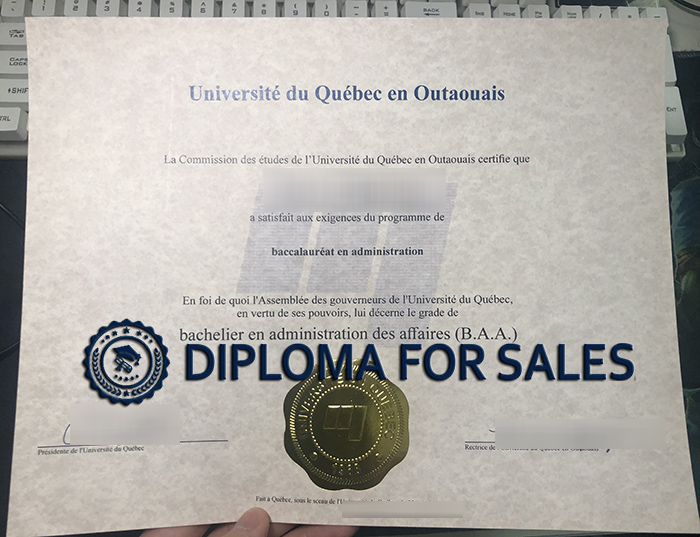 Université du Québec en Outaouais
La Commission des études de l'Université du Québec en Outaouais certifie que
a satisfait aux exigences du programme de
baccalauréat en administration
En foi de quoi l'Assemblée des gouverneurs de l'Université du Québec,
en vertu de ses pouvoirs, lui décerne le grade de
bachelier en administration des affaires (B.A.A.)
DIPLOMA FOR SALES
Présidente de l'Université du Québec
Rectrice de
Fait à Québec, sous le sceau de